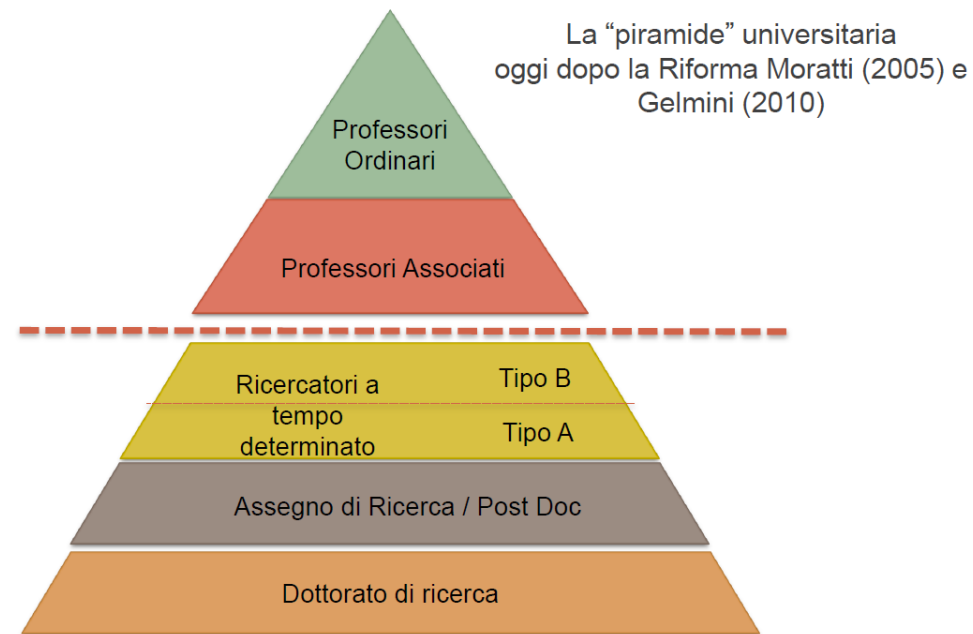 La “piramide” universitaria
oggi dopo la Riforma Moratti (2005) e
Gelmini (2010)
Professori
Ordinari
Professori Associati
Ricercatori a
tempo
determinato
Tipo B
Tipo A
Assegno di Ricerca / Post Doc
Dottorato di ricerca